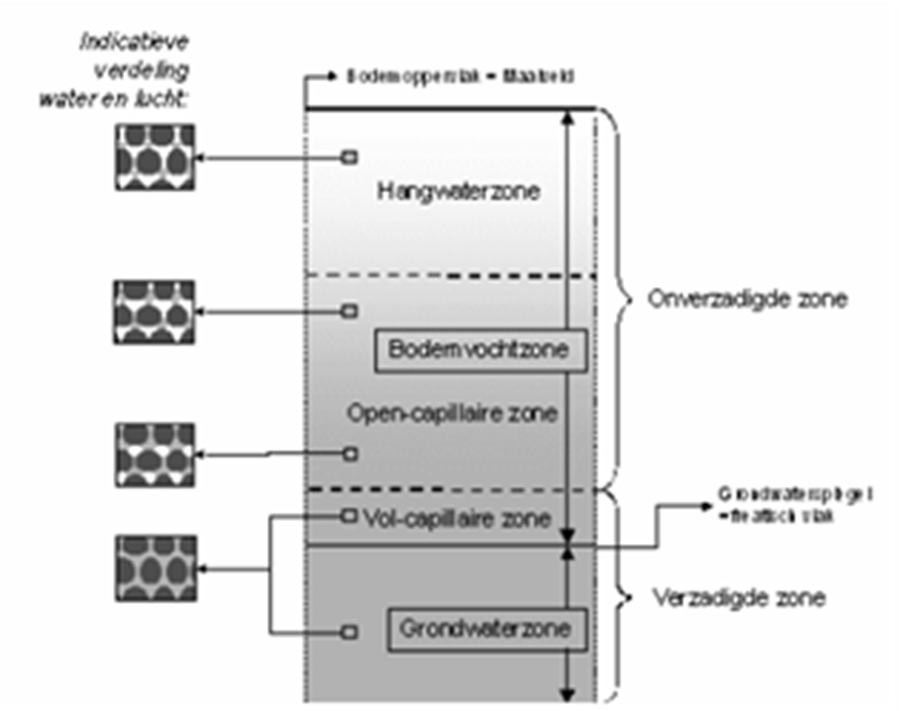 Indicatieve
verdeling
water en lucht:
Bodemoppervlak = Maaiveld
Hangwaterzone
Onverzadigde zone
Bodemvochtzone
Open-capillaire zone
Grondwaterspiegel
=freatisch vlak
Vol-capillaire zone
Verzadigde zone
Grondwaterzone